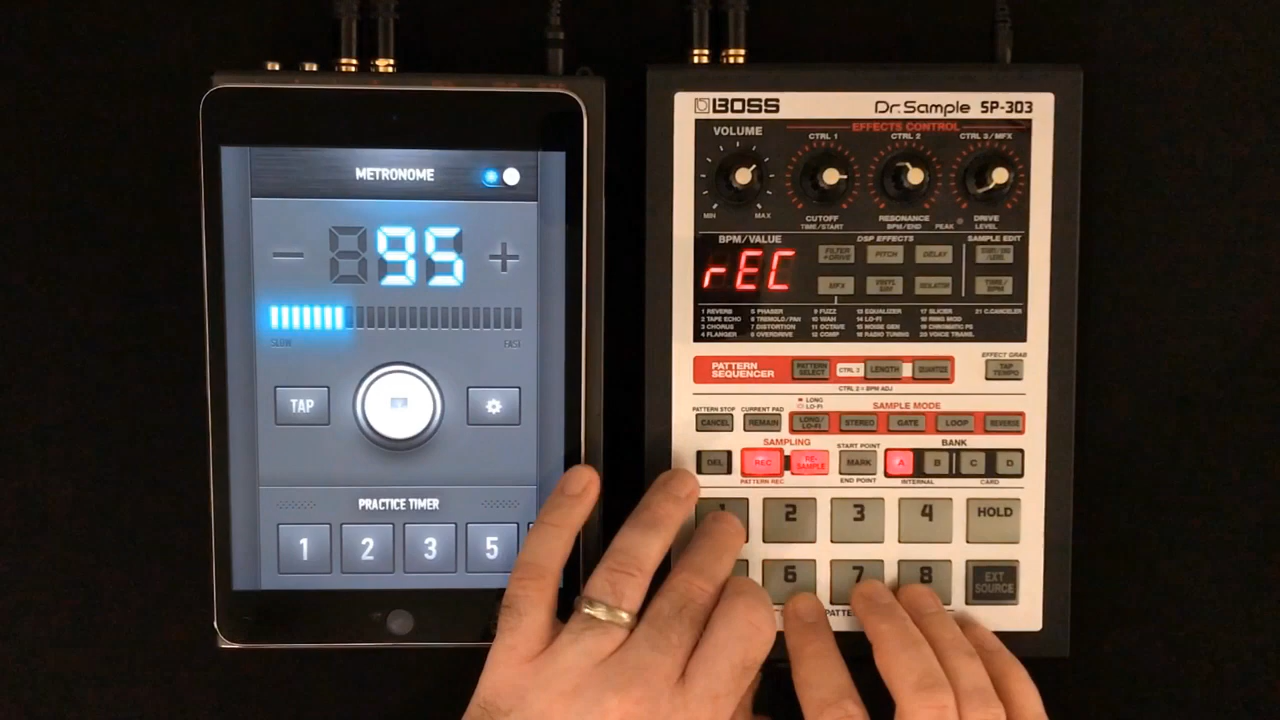 METRONOME
95
SLOW
FAST
TAP
PRACTICE TIMER
1 2 3 5
BOSS
Dr. Sample SP-303
EFFECTS CONTROL
VOLUME
CTRL 1
CTRL 2
CTRL 3/MFX
MIN
MAX
CUTOFF
TIME/START
RESONANCE
BPM/END
PEAK
DRIVE
LEVEL
BPM/VALUE
DSP EFFECTS
SAMPLE EDIT
rEC
FILTER +DRIVE
PITCH
DELAY
MFX
VINYL SIM
ISOLATOR
TIME/ BPM
1 REVERB
2 TAPE ECHO
3 CHORUS
4 FLANGER
5 PHASER
6 TREMOLO/PAN
7 DISTORTION
8 OVERDRIVE
9 FUZZ
10 WAH
11 OCTAVE
12 COMP
13 EQUALIZER
14 LO-FI
15 NOISE GEN
16 RADIO TUNING
17 SLICER
18 RING MOD
19 CHROMATIC PS
20 VOICE TRANS.
21 C.CANCELER
PATTERN
SEQUENCER
PATTERN SELECT
CTRL 3
LENGTH
QUANTIZE
CTRL 2 = BPM ADJ
EFFECT GRAB
TAP TEMPO
LONG
LO-FI
PATTERN STOP
CURRENT PAD
SAMPLE MODE
CANCEL
REMAIN
LONG/ LO-FI
STEREO
GATE
LOOP
REVERSE
SAMPLING
START POINT
BANK
DEL
REC
RE-SAMPLE
MARK
A
B
C
D
PATTERN REC
END POINT
INTERNAL
CARD
1 2 3 4
HOLD
6 7 8
EXT SOURCE